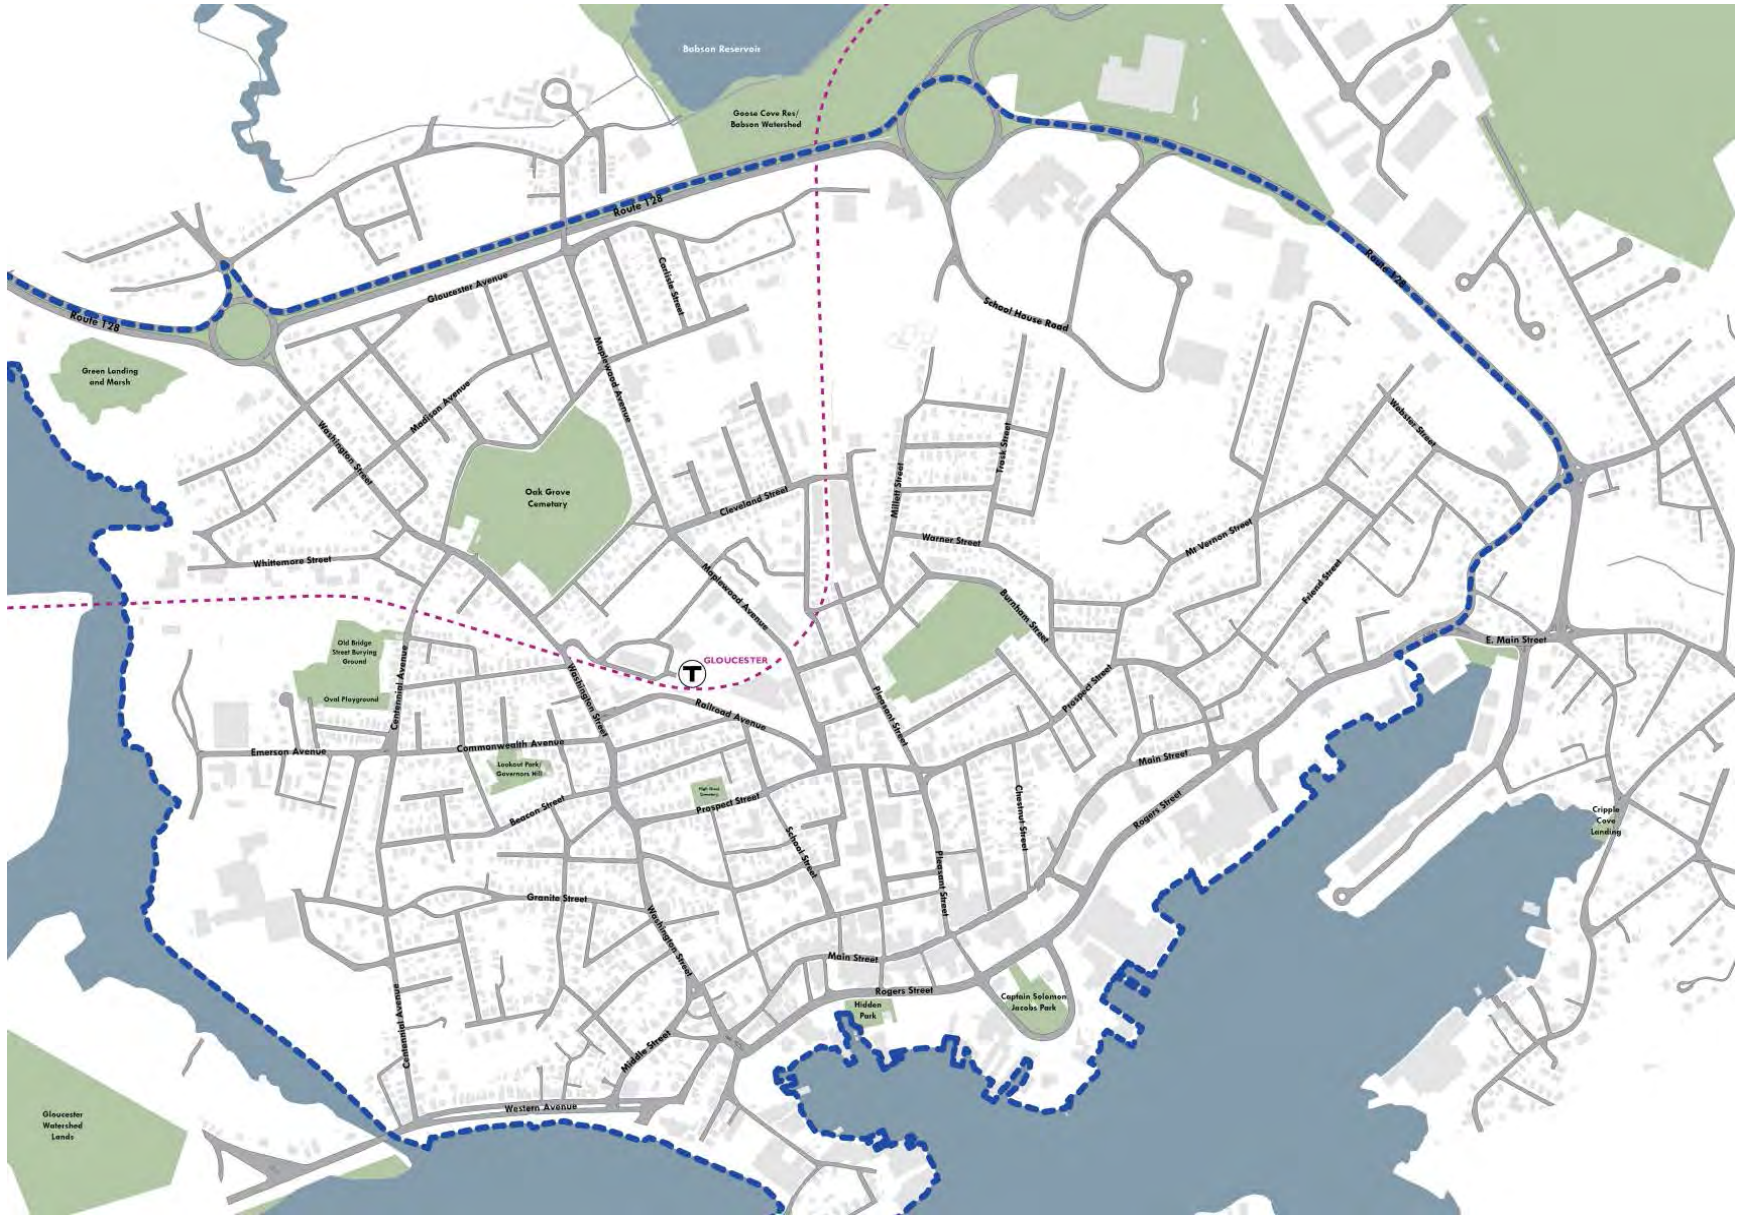 Babson Reservoir
Goose Cove Res/
Babson Watershed
Route 128
Route 128
Route 128
Gloucester Avenue
Carlisle Street
School House Road
Green Landing
and Marsh
Maplewood Avenue
Madison Avenue
Washington Street
Webster Street
Trask Street
Millett Street
Oak Grove
Cemetary
Cleveland Street
Warner Street
Mt Vernon Street
Whittemore Street
Maplewood Avenue
Burnham Street
Friend Street
Old Bridge
Street Burying
Ground
Oval Playground
E. Main Street
T
GLOUCESTER
Centennial Avenue
Washington Street
Railroad Avenue
Pleasant Street
Prospect Street
Emerson Avenue
Commonwealth Avenue
Lookout Park/
Governors Hill
Main Street
High Street
Cemetery
Prospect Street
Beacon Street
School Street
Chestnut Street
Rogers Street
Cripple
Cove
Landing
Pleasant Street
Granite Street
Washington Street
Main Street
Rogers Street
Hidden
Park
Captain Solomon
Jacobs Park
Centennial Avenue
Middle Street
Western Avenue
Gloucester
Watershed
Lands